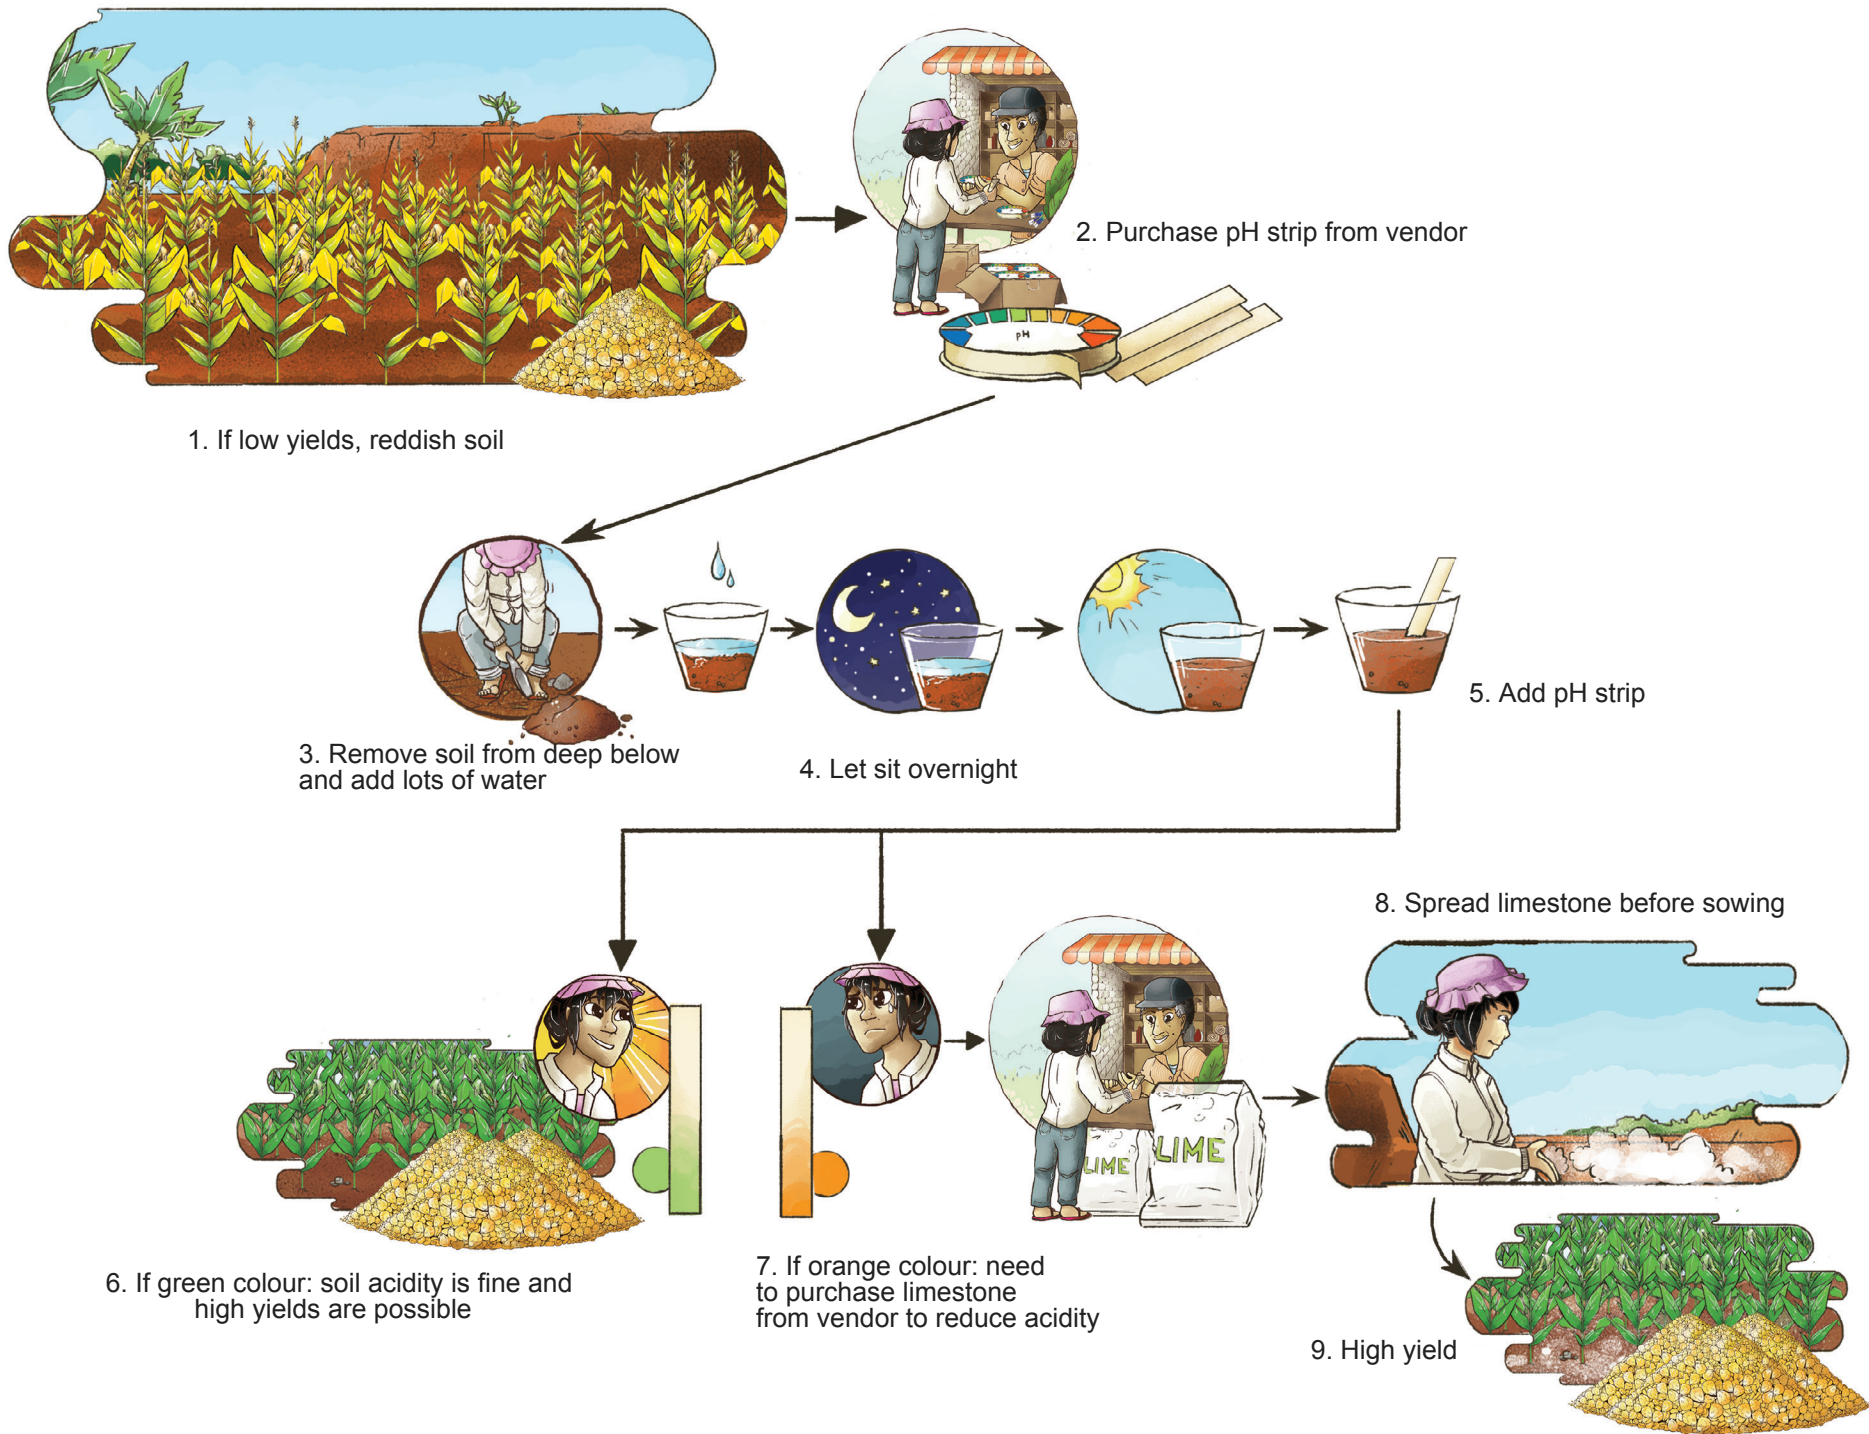 2. Purchase pH strip from vendor
pH
1. If low yields, reddish soil
5. Add pH strip
3. Remove soil from deep below
and add lots of water
4. Let sit overnight
8. Spread limestone before sowing
LIME
LIME
6. If green colour: soil acidity is fine and
high yields are possible
7. If orange colour: need
to purchase limestone
from vendor to reduce acidity
9. High yield